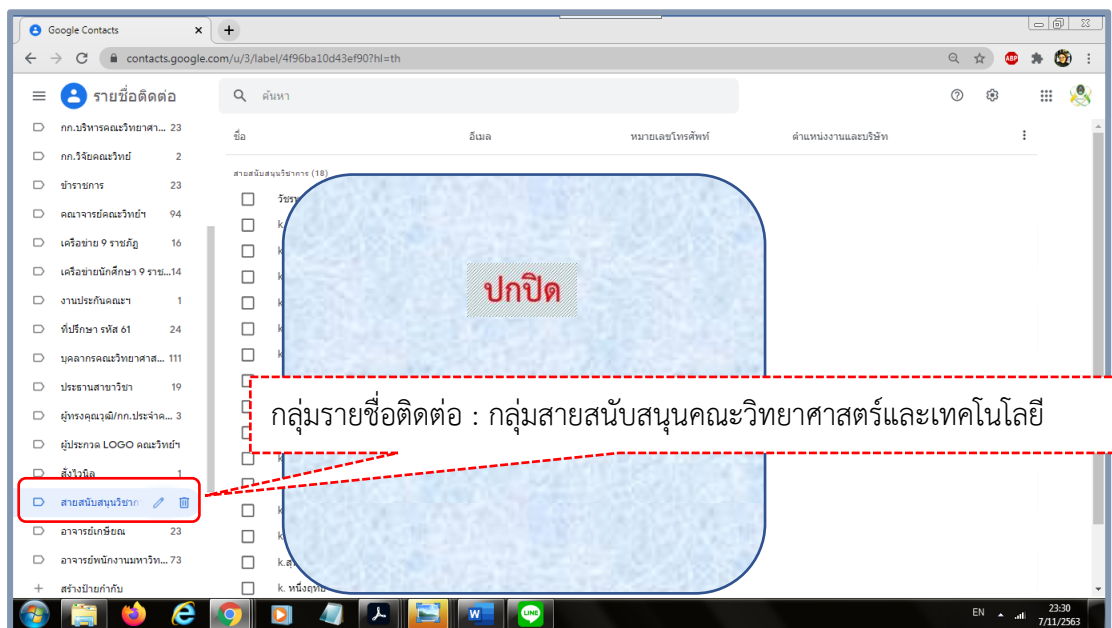 Google Contacts
contacts.google.com/u/3/label/4f96ba10d43ef90?hl=th
ABP
รายชื่อติดต่อ
ค้นหา
ชื่อ อีเมล หมายเลขโทรศัพท์ ตำแหน่งงานและบริษัท
สายสนับสนุนวิชาการ (18)
กก.บริหารคณะวิทยาศา... 23
กก.วิจัยคณะวิทย์ 2
ข้าราชการ 23
คณาจารย์คณะวิทย์ฯ 94
เครือข่าย 9 ราชภัฏ 16
เครือข่ายนักศึกษา 9 ราช...14
งานประกันคณะฯ 1
ที่ปรึกษา รหัส 61 24
บุคลากรคณะวิทยาศาส... 111
ประธานสาขาวิชา 19
ผู้ทรงคุณวุฒิ/กก.ประจำค... 3
ผู้ประกวด LOGO คณะวิทย์ฯ
สั่งไวนิล 1
สายสนับสนุนวิชาก
อาจารย์เกษียณ 23
อาจารย์พนักงานมหาวิท... 73
สร้างป้ายกำกับ
ปกปิด
กลุ่มรายชื่อติดต่อ : กลุ่มสายสนับสนุนคณะวิทยาศาสตร์และเทคโนโลยี
k. หนึ่งฤทัย
W
LINE
EN
23:30
7/11/2563